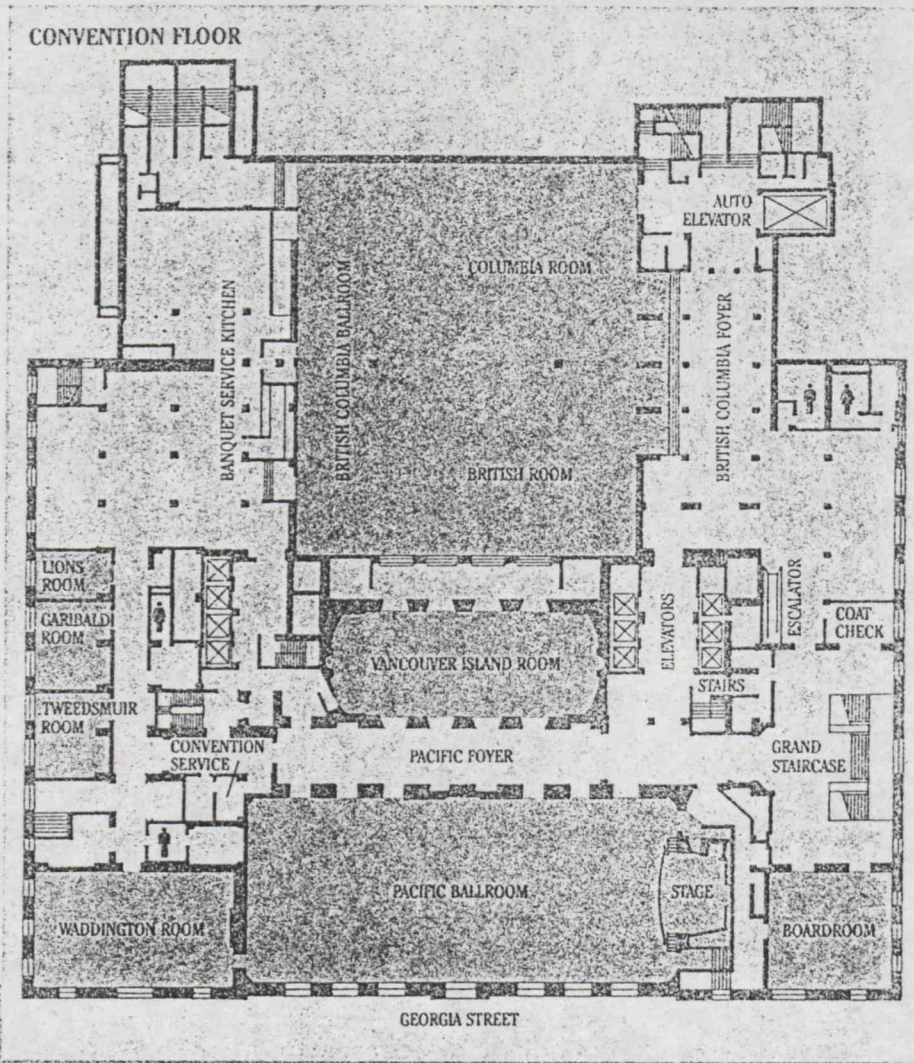 CONVENTION FLOOR
AUTO
ELEVATOR
COLUMBIA ROOM
BANQUET SERVICE KITCHEN
BRITISH COLUMBIA BALLROOM
BRITISH COLUMBIA FOYER
BRITISH ROOM
LIONS
ROOM
GARIBALD
ROOM
ELEVATORS
ESCALATOR
COAT
CHECK
VANCOUVER ISLAND ROOM
STAIRS
TWEEDSMUIR
ROOM
CONVENTION
SERVICE
PACIFIC FOYER
GRAND
STAIRCASE
PACIFIC BALLROOM
STAGE
WADDINGTON ROOM
BOARDROOM
GEORGIA STREET